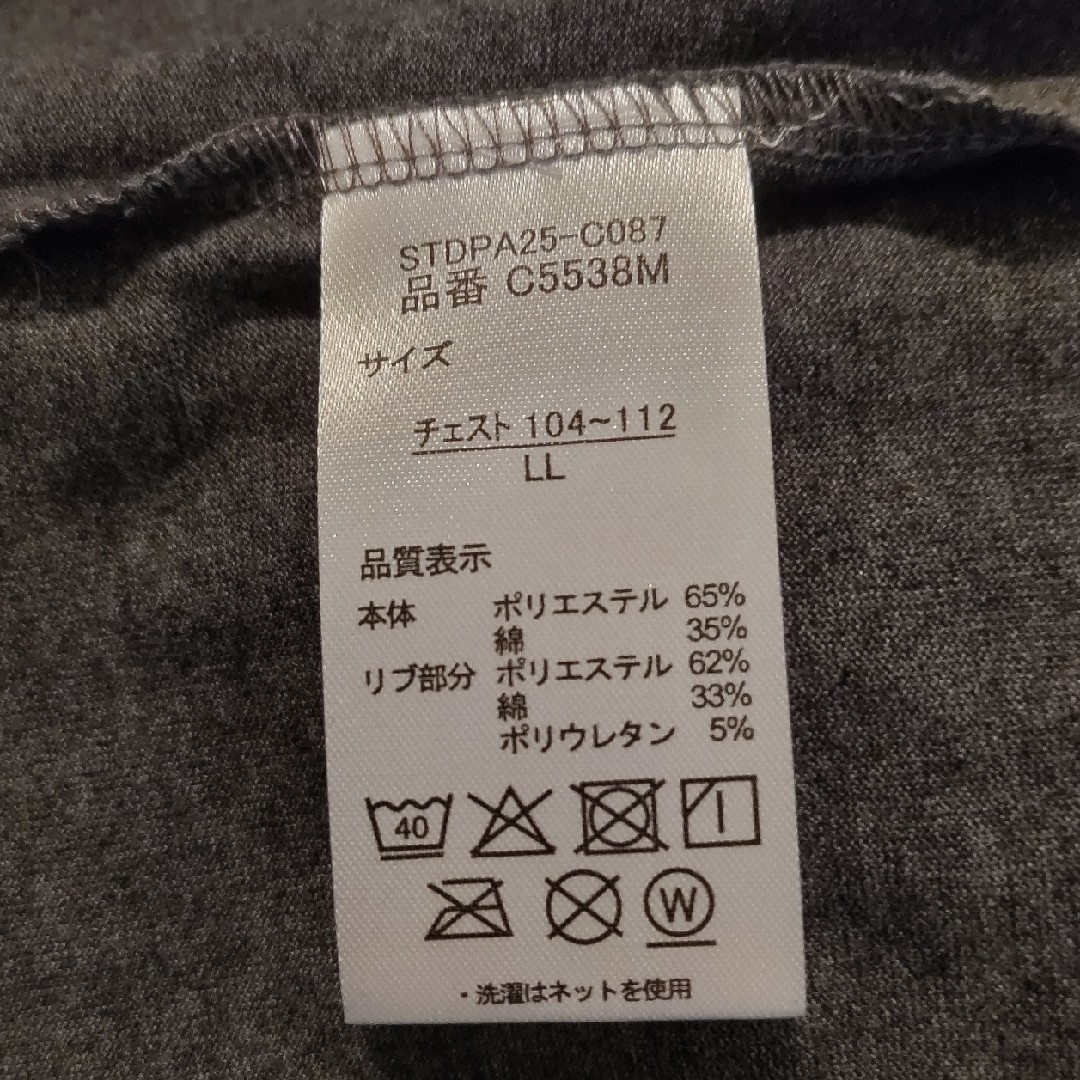 STDPA25-C087
品番 C5538M
サイズ
チェスト 104~112
LL
品質表示
本体 ポリエステル 65%
綿 35%
リブ部分 ポリエステル 62%
綿 33%
ポリウレタン 5%
40
W
・洗濯はネットを使用